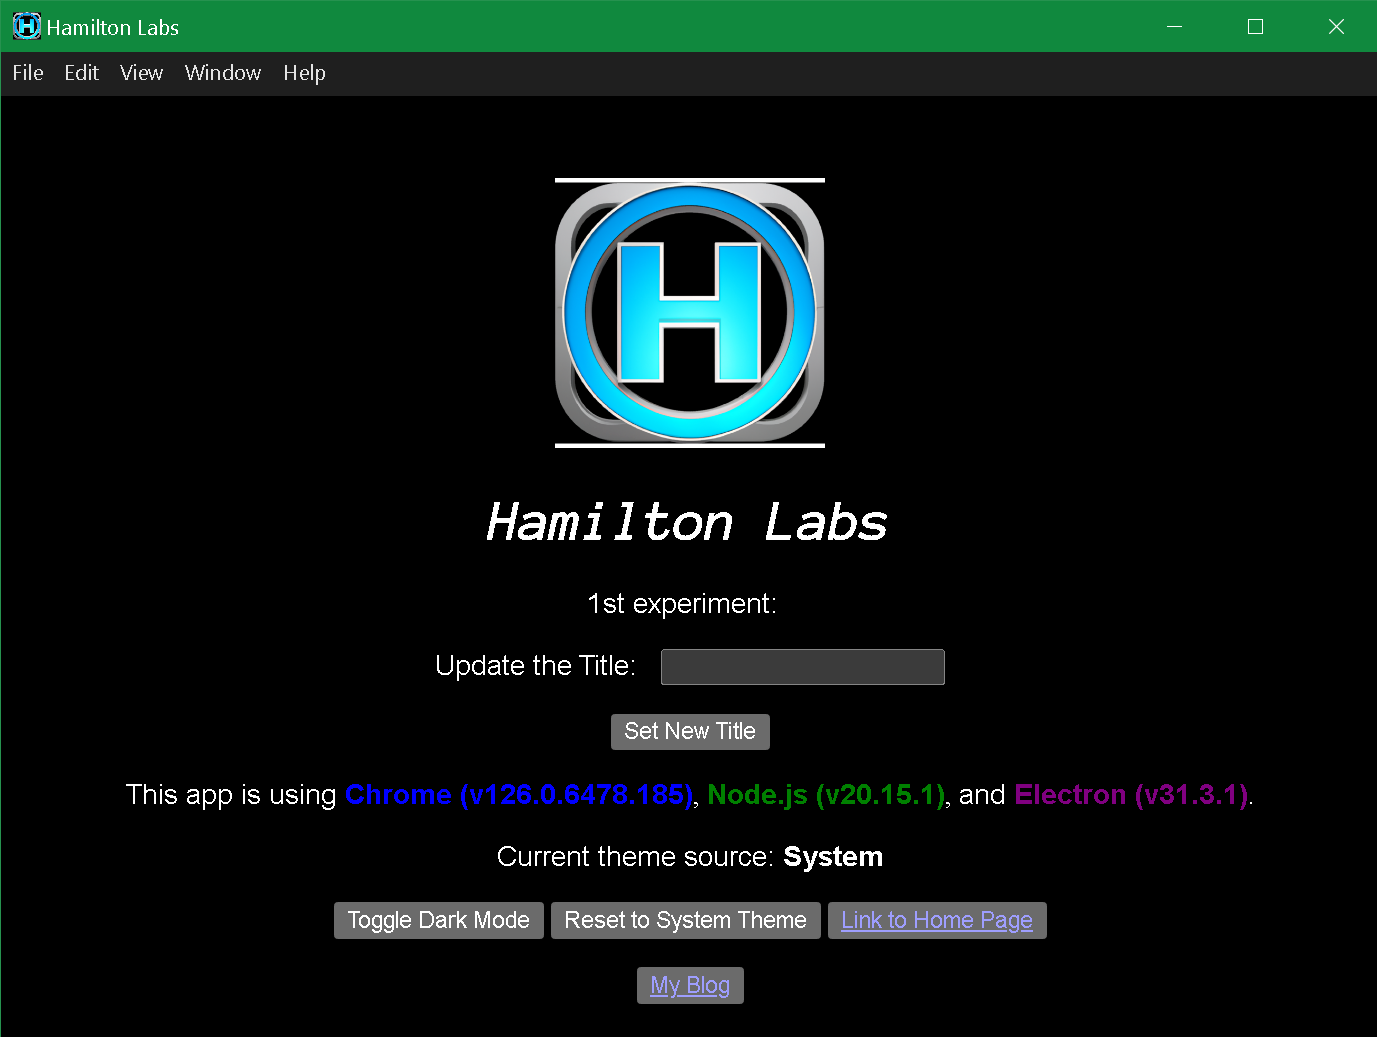 Hamilton Labs
File Edit View Window Help
H
Hamilton Labs
1st experiment:
Update the Title:
Set New Title
This app is using Chrome (v126.0.6478.185), Node.js (v20.15.1), and Electron (v31.3.1).
Current theme source: System
Toggle Dark Mode Reset to System Theme Link to Home Page
My Blog